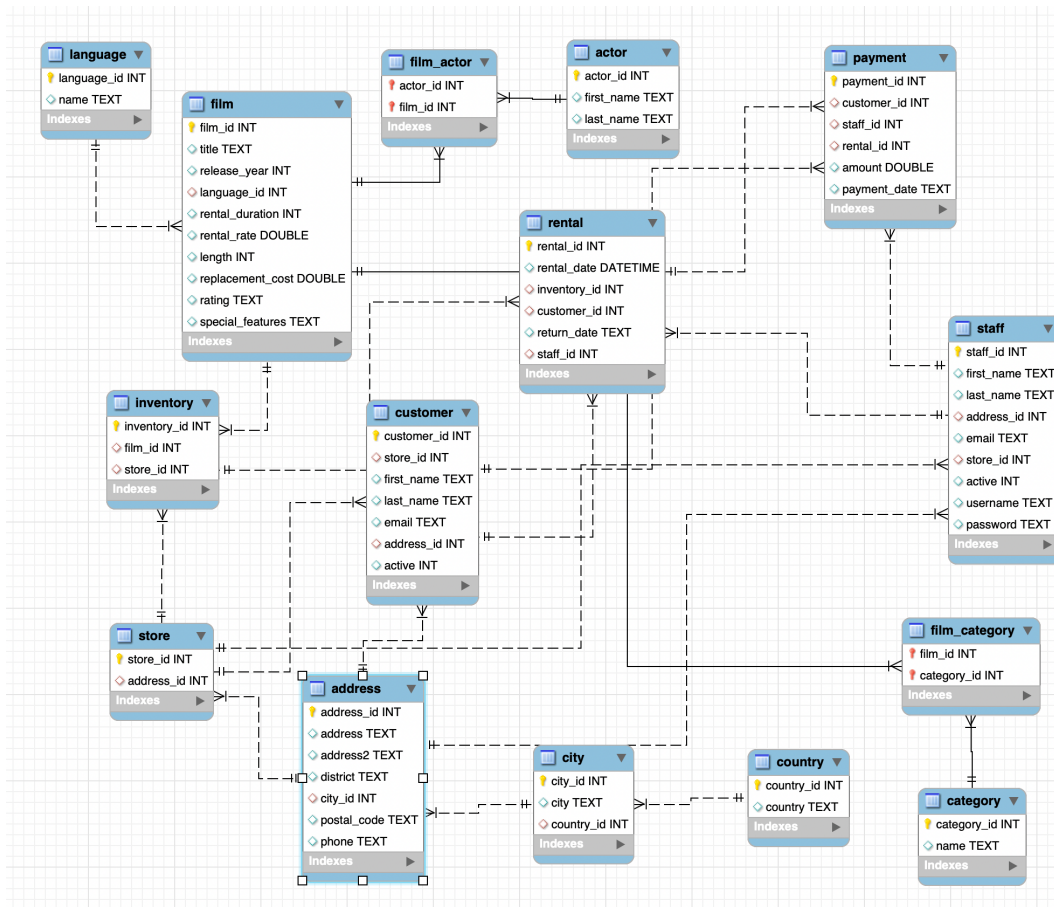 language
language_id INT
name TEXT
Indexes
film
film_id INT
title TEXT
release_year INT
language_id INT
rental_duration INT
rental_rate DOUBLE
length INT
replacement_cost DOUBLE
rating TEXT
special_features TEXT
Indexes
film_actor
actor_id INT
film_id INT
Indexes
actor
actor_id INT
first_name TEXT
last_name TEXT
Indexes
payment
payment_id INT
customer_id INT
staff_id INT
rental_id INT
amount DOUBLE
payment_date TEXT
Indexes
rental
rental_id INT
rental_date DATETIME
inventory_id INT
customer_id INT
return_date TEXT
staff_id INT
Indexes
staff
staff_id INT
first_name TEXT
last_name TEXT
address_id INT
email TEXT
store_id INT
active INT
username TEXT
password TEXT
Indexes
inventory
inventory_id INT
film_id INT
store_id INT
Indexes
customer
customer_id INT
store_id INT
first_name TEXT
last_name TEXT
email TEXT
address_id INT
active INT
Indexes
store
store_id INT
address_id INT
Indexes
address
address_id INT
address TEXT
address2 TEXT
district TEXT
city_id INT
postal_code TEXT
phone TEXT
Indexes
city
city_id INT
city TEXT
country_id INT
Indexes
country
country_id INT
country TEXT
Indexes
film_category
film_id INT
category_id INT
Indexes
category
category_id INT
name TEXT
Indexes